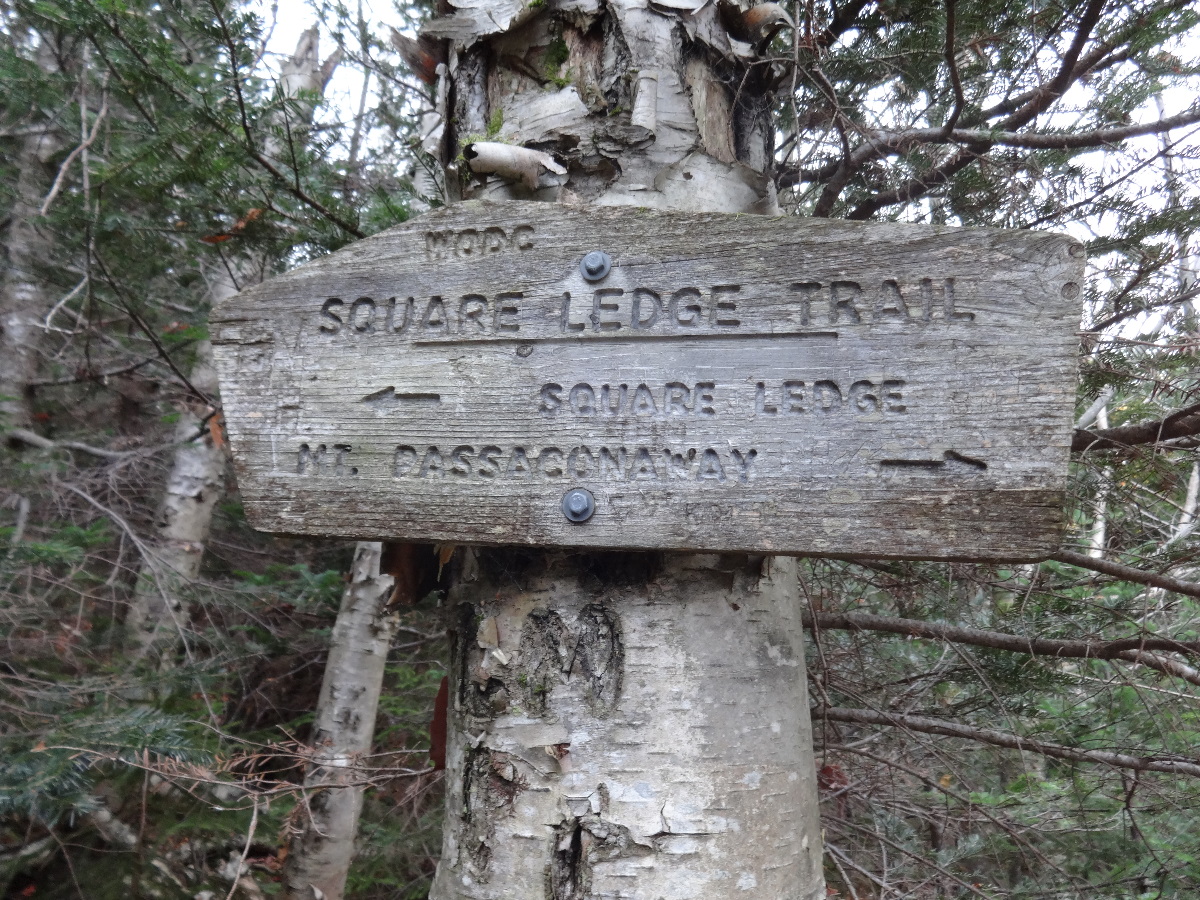 WODC
SQUARE LEDGE TRAIL
← SQUARE LEDGE
MT. PASSACONAWAY →